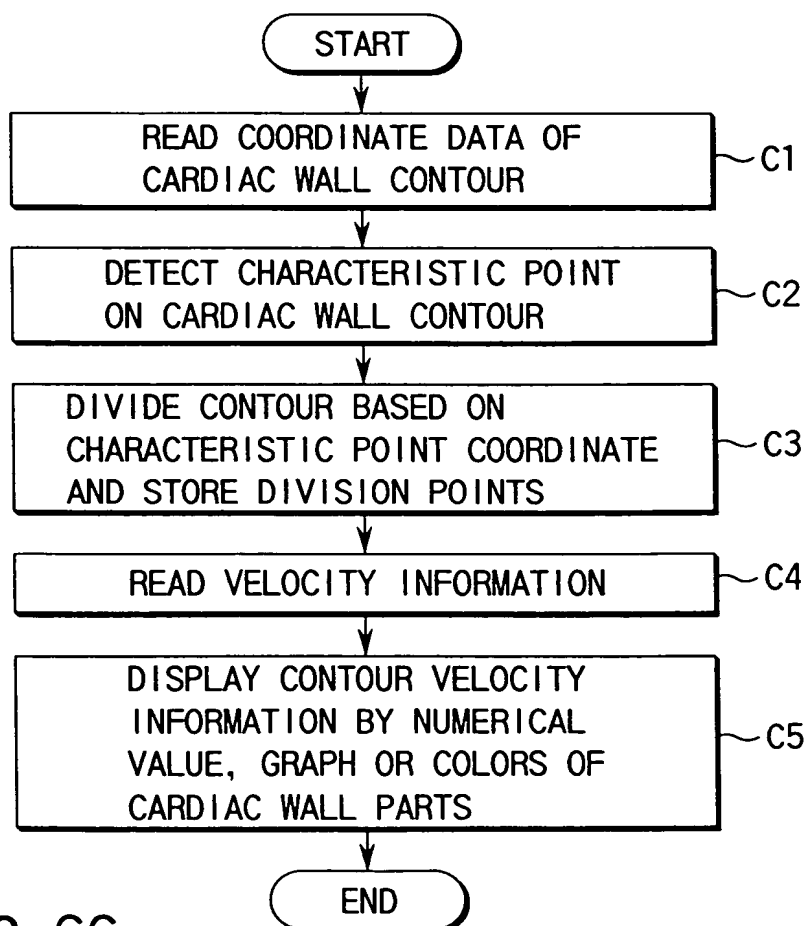 START
READ COORDINATE DATA OF
CARDIAC WALL CONTOUR
C1
DETECT CHARACTERISTIC POINT
ON CARDIAC WALL CONTOUR
C2
DIVIDE CONTOUR BASED ON
CHARACTERISTIC POINT COORDINATE
AND STORE DIVISION POINTS
C3
READ VELOCITY INFORMATION
C4
DISPLAY CONTOUR VELOCITY
INFORMATION BY NUMERICAL
VALUE, GRAPH OR COLORS OF
CARDIAC WALL PARTS
C5
END